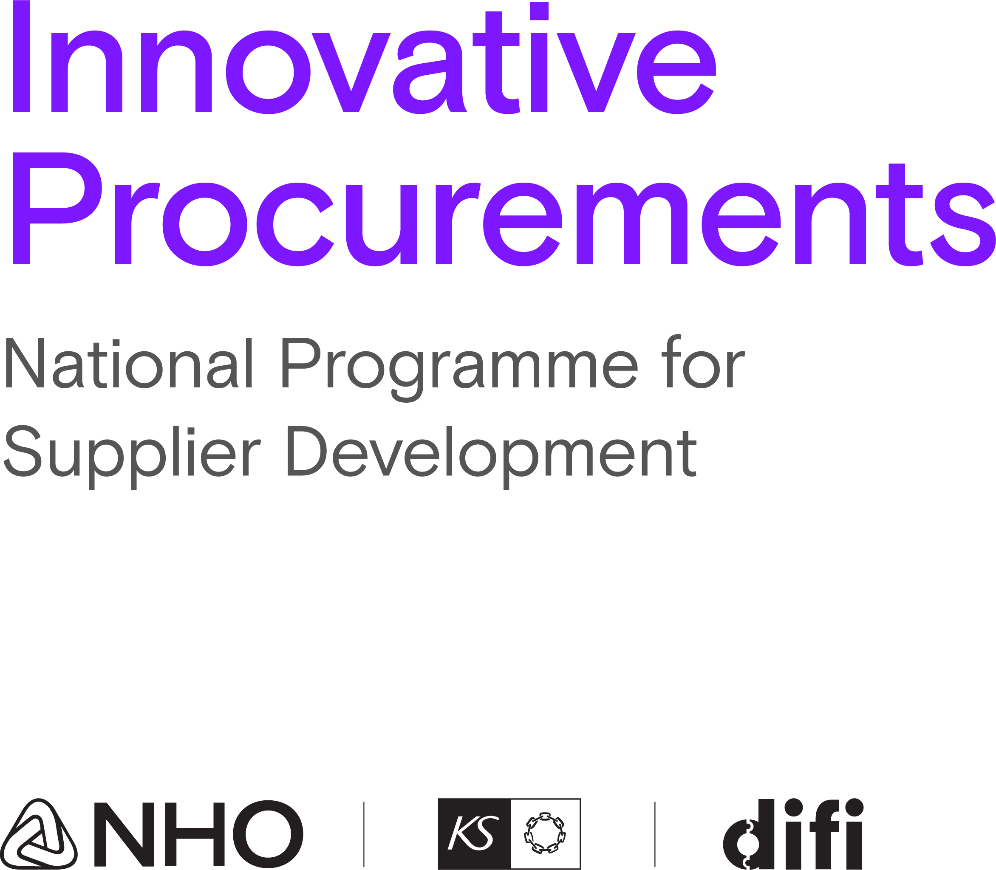 Innovative
Procurements
National Programme for
Supplier Development
NHO KS difi